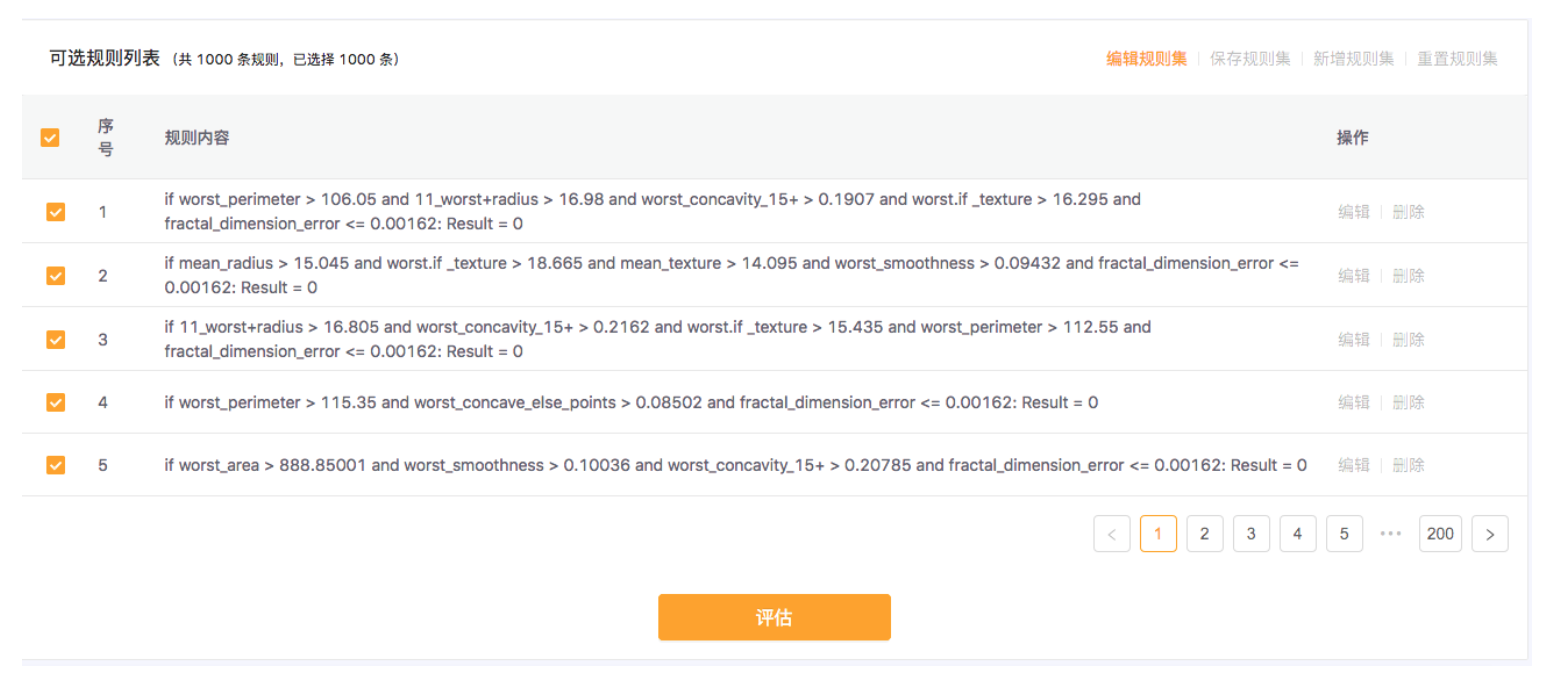 可选规则列表 (共 1000 条规则, 已选择 1000 条) 编辑规则集 保存规则集 新增规则集 重置规则集
序号 规则内容 操作
1 if worst_perimeter > 106.05 and 11_worst+radius > 16.98 and worst_concavity_15+ > 0.1907 and worst.if _texture > 16.295 and 编辑 删除
fractal_dimension_error <= 0.00162: Result = 0
2 if mean_radius > 15.045 and worst.if _texture > 18.665 and mean_texture > 14.095 and worst_smoothness > 0.09432 and fractal_dimension_error <= 编辑 删除
0.00162: Result = 0
3 if 11_worst+radius > 16.805 and worst_concavity_15+ > 0.2162 and worst.if _texture > 15.435 and worst_perimeter > 112.55 and 编辑 删除
fractal_dimension_error <= 0.00162: Result = 0
4 if worst_perimeter > 115.35 and worst_concave_else_points > 0.08502 and fractal_dimension_error <= 0.00162: Result = 0 编辑 删除
5 if worst_area > 888.85001 and worst_smoothness > 0.10036 and worst_concavity_15+ > 0.20785 and fractal_dimension_error <= 0.00162: Result = 0 编辑 删除
< 1 2 3 4 5 ••• 200 >
评估